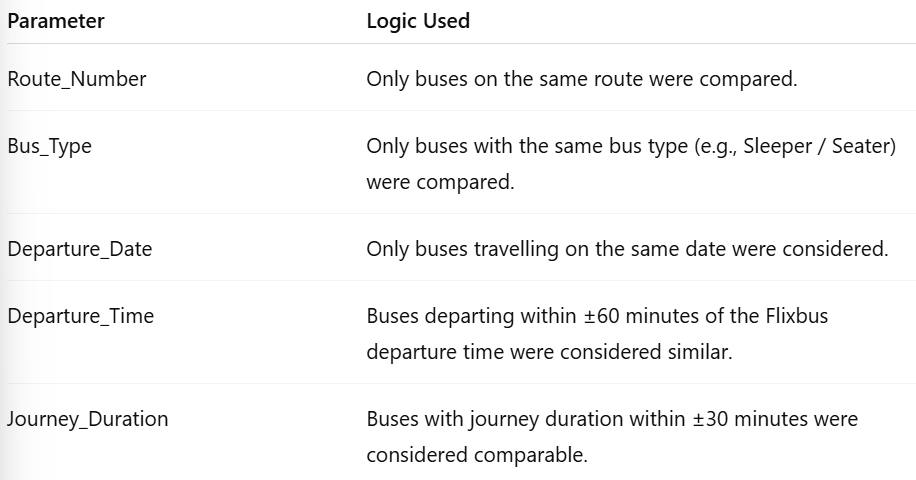 Parameter Logic Used
Route_Number Only buses on the same route were compared.
Bus_Type Only buses with the same bus type (e.g., Sleeper / Seater)
were compared.
Departure_Date Only buses travelling on the same date were considered.
Departure_Time Buses departing within ±60 minutes of the Flixbus
departure time were considered similar.
Journey_Duration Buses with journey duration within ±30 minutes were
considered comparable.